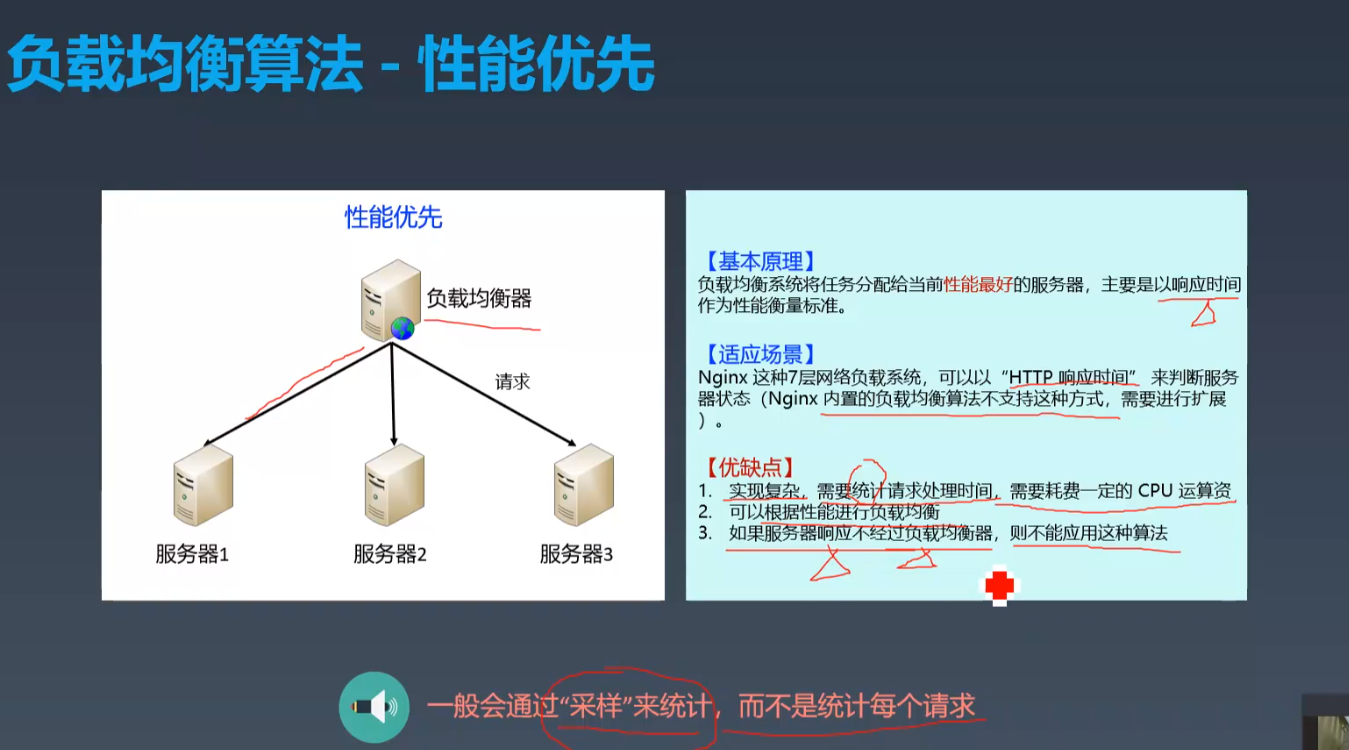 负载均衡算法 - 性能优先
性能优先
负载均衡器
请求
服务器1
服务器2
服务器3
【基本原理】
负载均衡系统将任务分配给当前性能最好的服务器，主要是以响应时间
作为性能衡量标准。
【适应场景】
Nginx 这种7层网络负载系统，可以以“HTTP 响应时间” 来判断服务
器状态（Nginx 内置的负载均衡算法不支持这种方式，需要进行扩展
）。
【优缺点】
1. 实现复杂，需要统计请求处理时间，需要耗费一定的 CPU 运算资
2. 可以根据性能进行负载均衡
3. 如果服务器响应不经过负载均衡器，则不能应用这种算法
一般会通过“采样”来统计，而不是统计每个请求